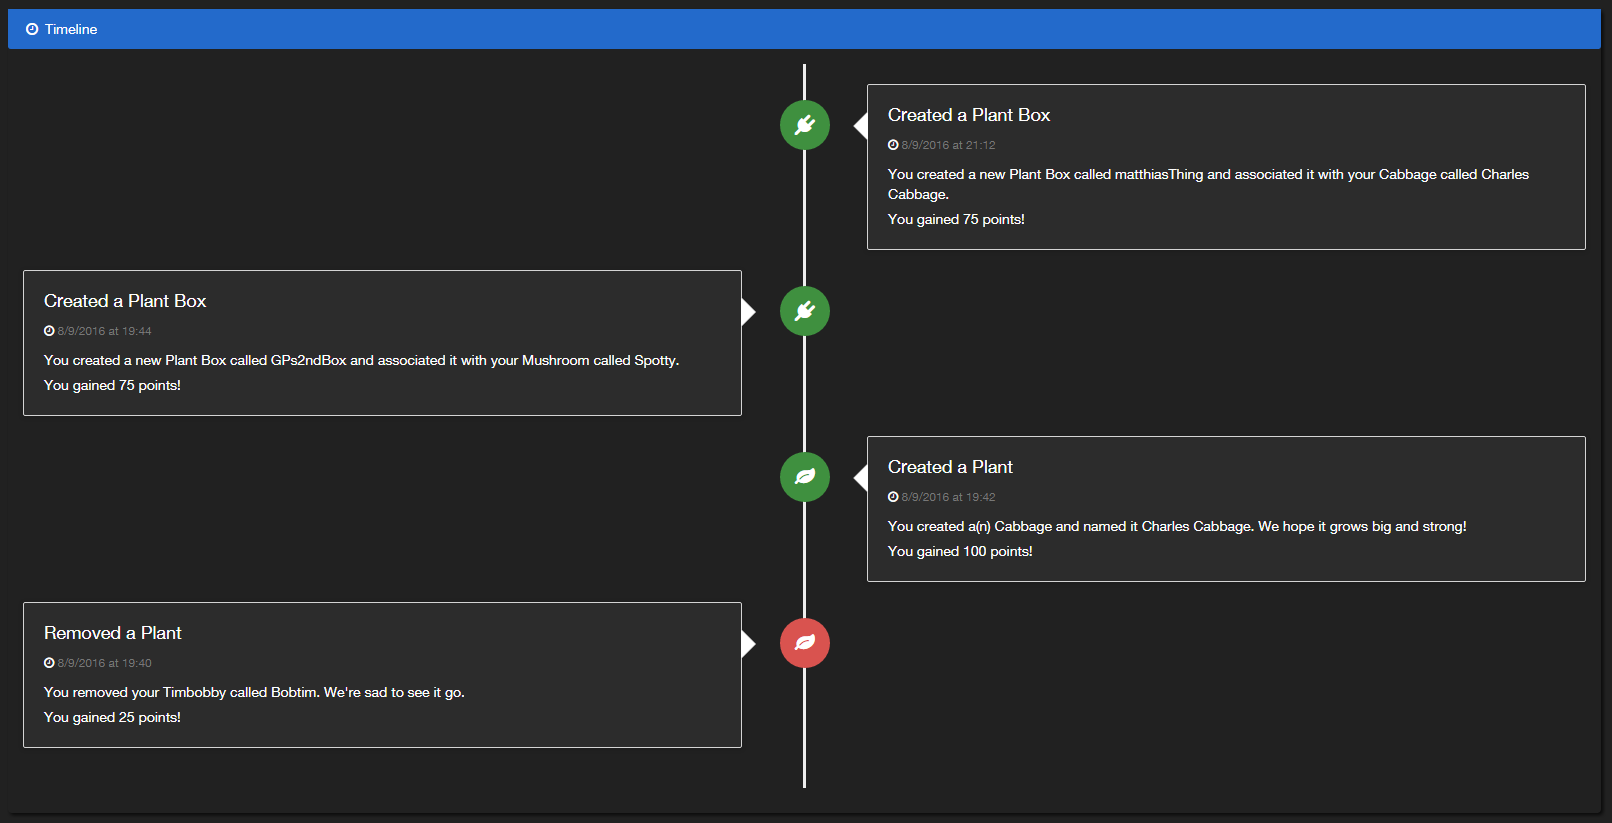 Timeline
Created a Plant Box
8/9/2016 at 21:12
You created a new Plant Box called matthiasThing and associated it with your Cabbage called Charles
Cabbage.
You gained 75 points!
Created a Plant Box
8/9/2016 at 19:44
You created a new Plant Box called GPs2ndBox and associated it with your Mushroom called Spotty.
You gained 75 points!
Created a Plant
8/9/2016 at 19:42
You created a(n) Cabbage and named it Charles Cabbage. We hope it grows big and strong!
You gained 100 points!
Removed a Plant
8/9/2016 at 19:40
You removed your Timbobby called Bobtim. We're sad to see it go.
You gained 25 points!